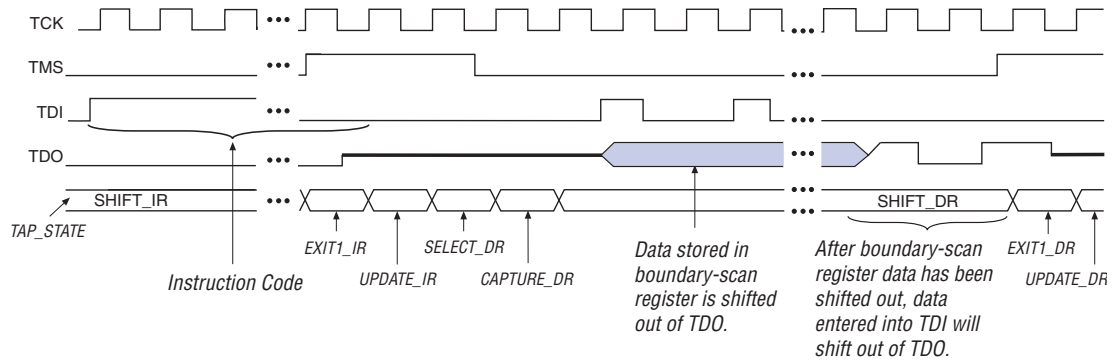 TCK
TMS
TDI
TDO
SHIFT_IR
SHIFT_DR
TAP_STATE
EXIT1_IR
SELECT_DR
Instruction Code
UPDATE_IR
CAPTURE_DR
Data stored in
boundary-scan
register is shifted
out of TDO.
After boundary-scan
register data has been
shifted out, data
entered into TDI will
shift out of TDO.
EXIT1_DR
UPDATE_DR